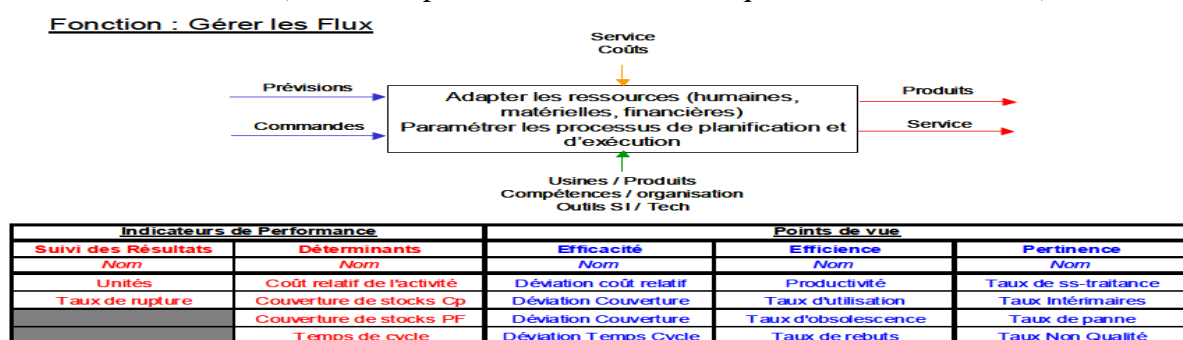 Fonction : Gérer les Flux
Service
Coûts
Prévisions
Commandes
Adapter les ressources (humaines,
matérielles, financières)
Paramétrer les processus de planification et
d'exécution
Produits
Service
Usines / Produits
Compétences / organisation
Outils SI / Tech
Indicateurs de Performance Points de vue
Suivi des Résultats Déterminants Efficacité Efficience Pertinence
Nom Nom Nom Nom Nom
Unités Coût relatif de l'activité Déviation coût relatif Productivité Taux de ss-traitance
Taux de rupture Couverture de stocks Cp Déviation Couverture Taux d'utilisation Taux Intérimaires
Couverture de stocks PF Déviation Couverture Taux d'obsolescence Taux de panne
Temps de cycle Déviation Temps Cycle Taux de rebuts Taux Non Qualité